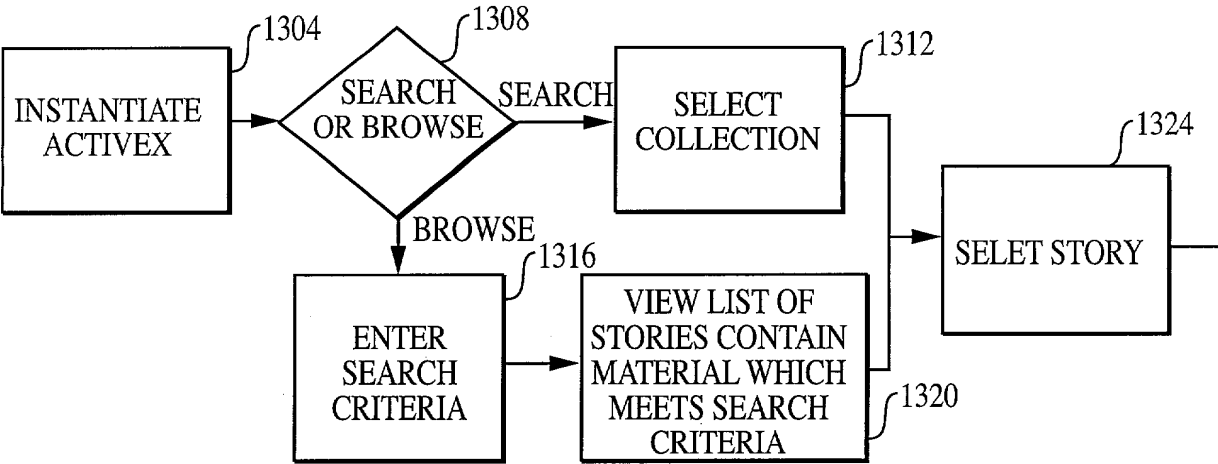 1304
INSTANTIATE
ACTIVEX
1308
SEARCH
OR BROWSE
SEARCH
BROWSE
1312
SELECT
COLLECTION
1316
ENTER
SEARCH
CRITERIA
VIEW LIST OF
STORIES CONTAIN
MATERIAL WHICH
MEETS SEARCH
CRITERIA
1320
1324
SELET STORY